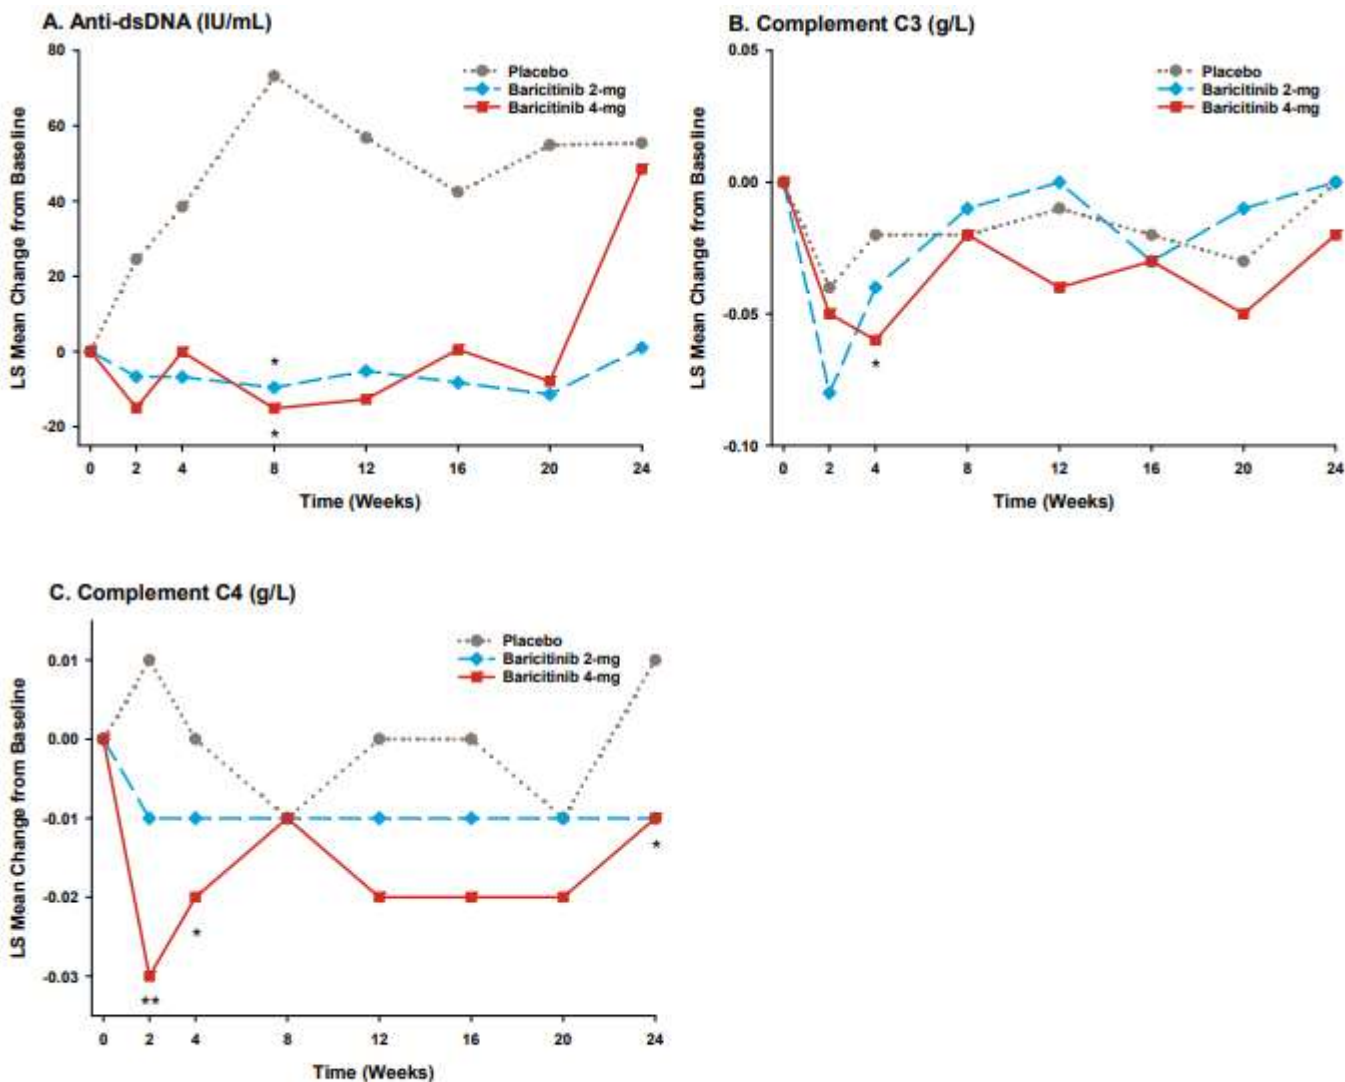 A. Anti-dsDNA (IU/mL)
LS Mean Change from Baseline
80
60
40
20
0
-20
Placebo
Baricitinib 2-mg
Baricitinib 4-mg
*
*
0 2 4 8 12 16 20 24
Time (Weeks)
B. Complement C3 (g/L)
LS Mean Change from Baseline
0.05
0.00
-0.05
-0.10
Placebo
Baricitinib 2-mg
Baricitinib 4-mg
*
0 2 4 8 12 16 20 24
Time (Weeks)
C. Complement C4 (g/L)
LS Mean Change from Baseline
0.01
0.00
-0.01
-0.02
-0.03
Placebo
Baricitinib 2-mg
Baricitinib 4-mg
*
*
**
0 2 4 8 12 16 20 24
Time (Weeks)